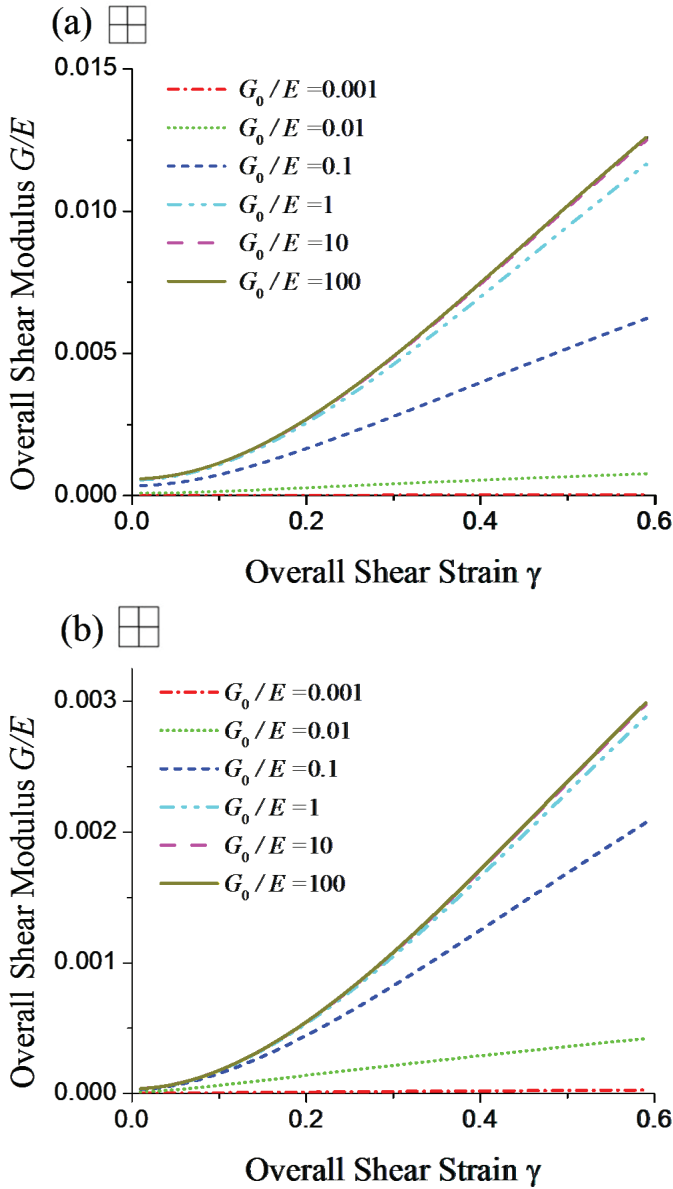 (a)
0.015
0.010
0.005
0.000
Overall Shear Modulus G/E
G₀/E =0.001
G₀/E =0.01
G₀/E =0.1
G₀/E =1
G₀/E =10
G₀/E =100
0.0 0.2 0.4 0.6
Overall Shear Strain γ
(b)
0.003
0.002
0.001
0.000
Overall Shear Modulus G/E
G₀/E =0.001
G₀/E =0.01
G₀/E =0.1
G₀/E =1
G₀/E =10
G₀/E =100
0.0 0.2 0.4 0.6
Overall Shear Strain γ